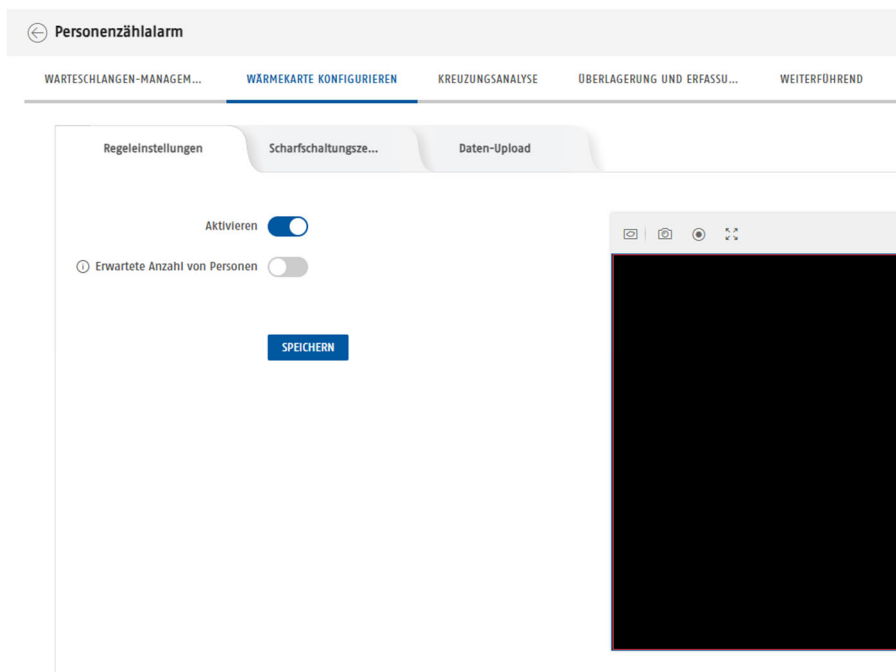 Personenzählalarm
WARTESCHLANGEN-MANAGEM... WÄRMEKARTE KONFIGURIEREN KREUZUNGSANALYSE ÜBERLAGERUNG UND ERFASSU... WEITERFÜHREND
Regeleinstellungen Scharfschaltungsze... Daten-Upload
Aktivieren
Erwartete Anzahl von Personen
SPEICHERN